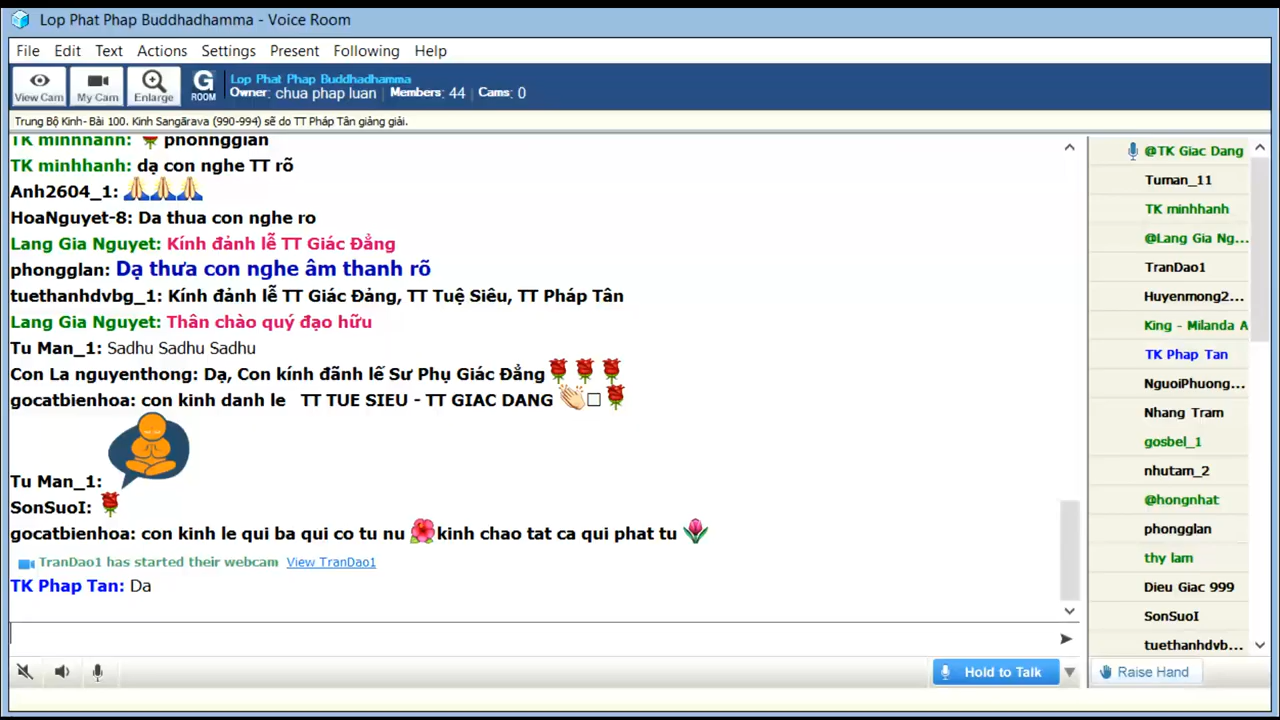 Lop Phat Phap Buddhadhamma - Voice Room
File Edit Text Actions Settings Present Following Help
View Cam My Cam Enlarge G ROOM
Lop Phat Phap Buddhadhamma
Owner: chua phap luan | Members: 44 | Cams: 0
Trung Bộ Kinh- Bài 100. Kinh Sangārava (990-994) sẽ do TT Pháp Tân giảng giải.
TK minhhanh: phonngglan
TK minhhanh: dạ con nghe TT rõ
Anh2604_1:
HoaNguyet-8: Da thua con nghe ro
Lang Gia Nguyet: Kính đảnh lễ TT Giác Đẳng
phongglan: Dạ thưa con nghe âm thanh rõ
tuethanhdvbg_1: Kính đảnh lễ TT Giác Đảng, TT Tuệ Siêu, TT Pháp Tân
Lang Gia Nguyet: Thân chào quý đạo hữu
Tu Man_1: Sadhu Sadhu Sadhu
Con La nguyenthong: Dạ, Con kính đãnh lế Sư Phụ Giác Đẳng
gocatbienhoa: con kinh danh le TT TUE SIEU - TT GIAC DANG
Tu Man_1:
SonSuoI:
gocatbienhoa: con kinh le qui ba qui co tu nu kinh chao tat ca qui phat tu
TranDao1 has started their webcam View TranDao1
TK Phap Tan: Da
Hold to Talk
@TK Giac Dang
Tuman_11
TK minhhanh
@Lang Gia Ng...
TranDao1
Huyenmong2...
King - Milanda A
TK Phap Tan
NguoiPhuong...
Nhang Tram
gosbel_1
nhutam_2
@hongnhat
phongglan
thy lam
Dieu Giac 999
SonSuoI
tuethanhdvb...
Raise Hand